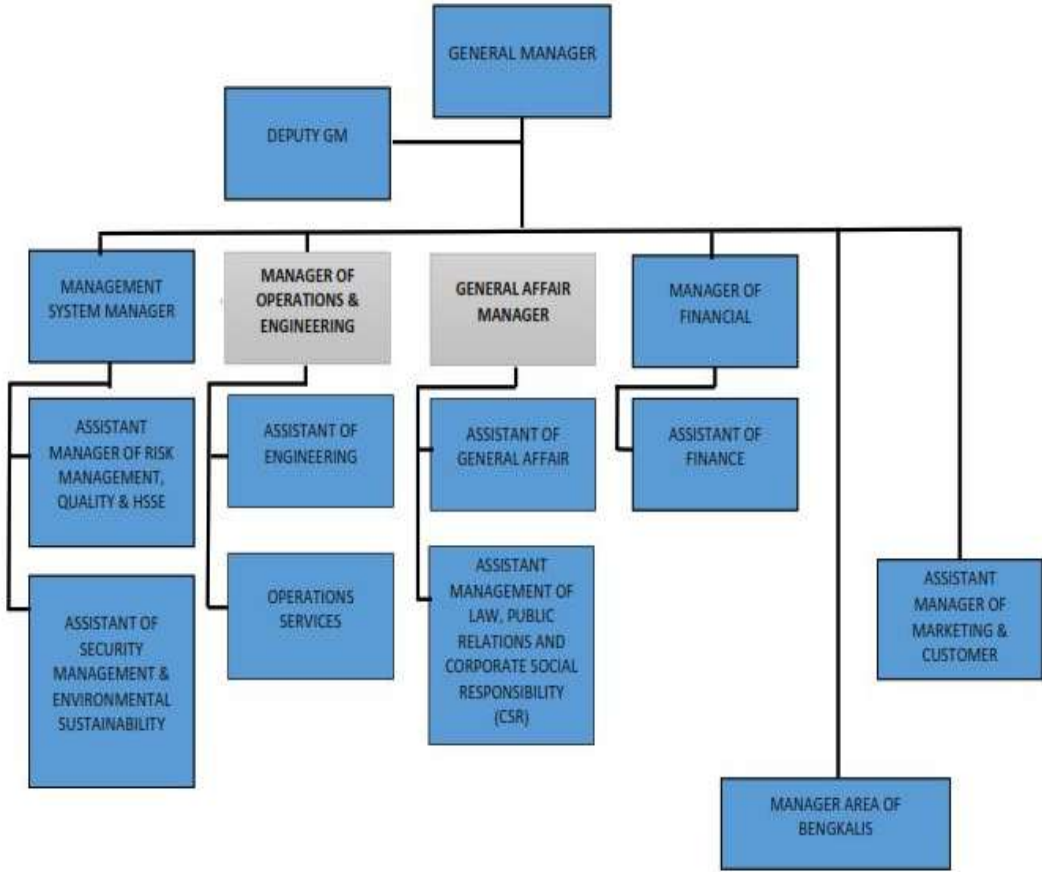 GENERAL MANAGER
DEPUTY GM
MANAGEMENT
SYSTEM MANAGER
MANAGER OF
OPERATIONS &
ENGINEERING
GENERAL AFFAIR
MANAGER
MANAGER OF
FINANCIAL
ASSISTANT
MANAGER OF RISK
MANAGEMENT,
QUALITY & HSSE
ASSISTANT OF
ENGINEERING
ASSISTANT OF
GENERAL AFFAIR
ASSISTANT OF
FINANCE
ASSISTANT OF
SECURITY
MANAGEMENT &
ENVIRONMENTAL
SUSTAINABILITY
OPERATIONS
SERVICES
ASSISTANT
MANAGEMENT OF
LAW, PUBLIC
RELATIONS AND
CORPORATE SOCIAL
RESPONSIBILITY
(CSR)
ASSISTANT
MANAGER OF
MARKETING &
CUSTOMER
MANAGER AREA OF
BENGKALIS